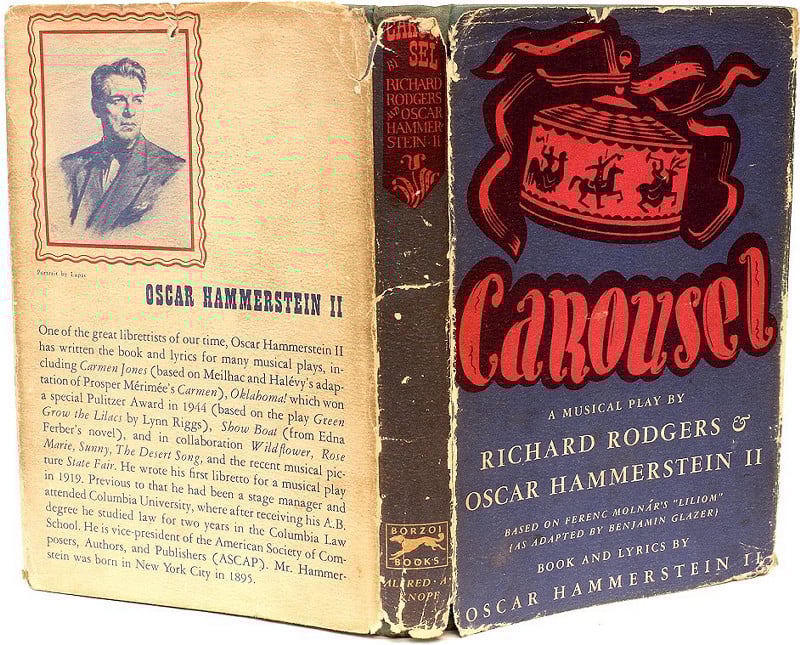 Portrait by Lupas
OSCAR HAMMERSTEIN II
One of the great librettists of our time, Oscar Hammerstein II
has written the book and lyrics for many musical plays, in-
cluding Carmen Jones (based on Meilhac and Halévy's adap-
tation of Prosper Mérimée's Carmen), Oklahoma! which won
a special Pulitzer Award in 1944 (based on the play Green
Grow the Lilacs by Lynn Riggs), Show Boat (from Edna
Ferber's novel), and in collaboration Wildflower, Rose
Marie, Sunny, The Desert Song, and the recent musical pic-
ture State Fair. He wrote his first libretto for a musical play
in 1919. Previous to that he had been a stage manager and
attended Columbia University, where after receiving his A.B.
degree he studied law for two years in the Columbia Law
School. He is vice-president of the American Society of Com-
posers, Authors, and Publishers (ASCAP). Mr. Hammer-
stein was born in New York City in 1895.
CAROU
SEL
BY
RICHARD
RODGERS
AND OSCAR
HAMMER
STEIN·II
BORZOI
BOOKS
ALFRED·A
KNOPF
Carousel
A MUSICAL PLAY BY
RICHARD RODGERS &
OSCAR HAMMERSTEIN II
BASED ON FERENC MOLNÁR'S "LILIOM"
(AS ADAPTED BY BENJAMIN GLAZER)
BOOK AND LYRICS BY
OSCAR HAMMERSTEIN II